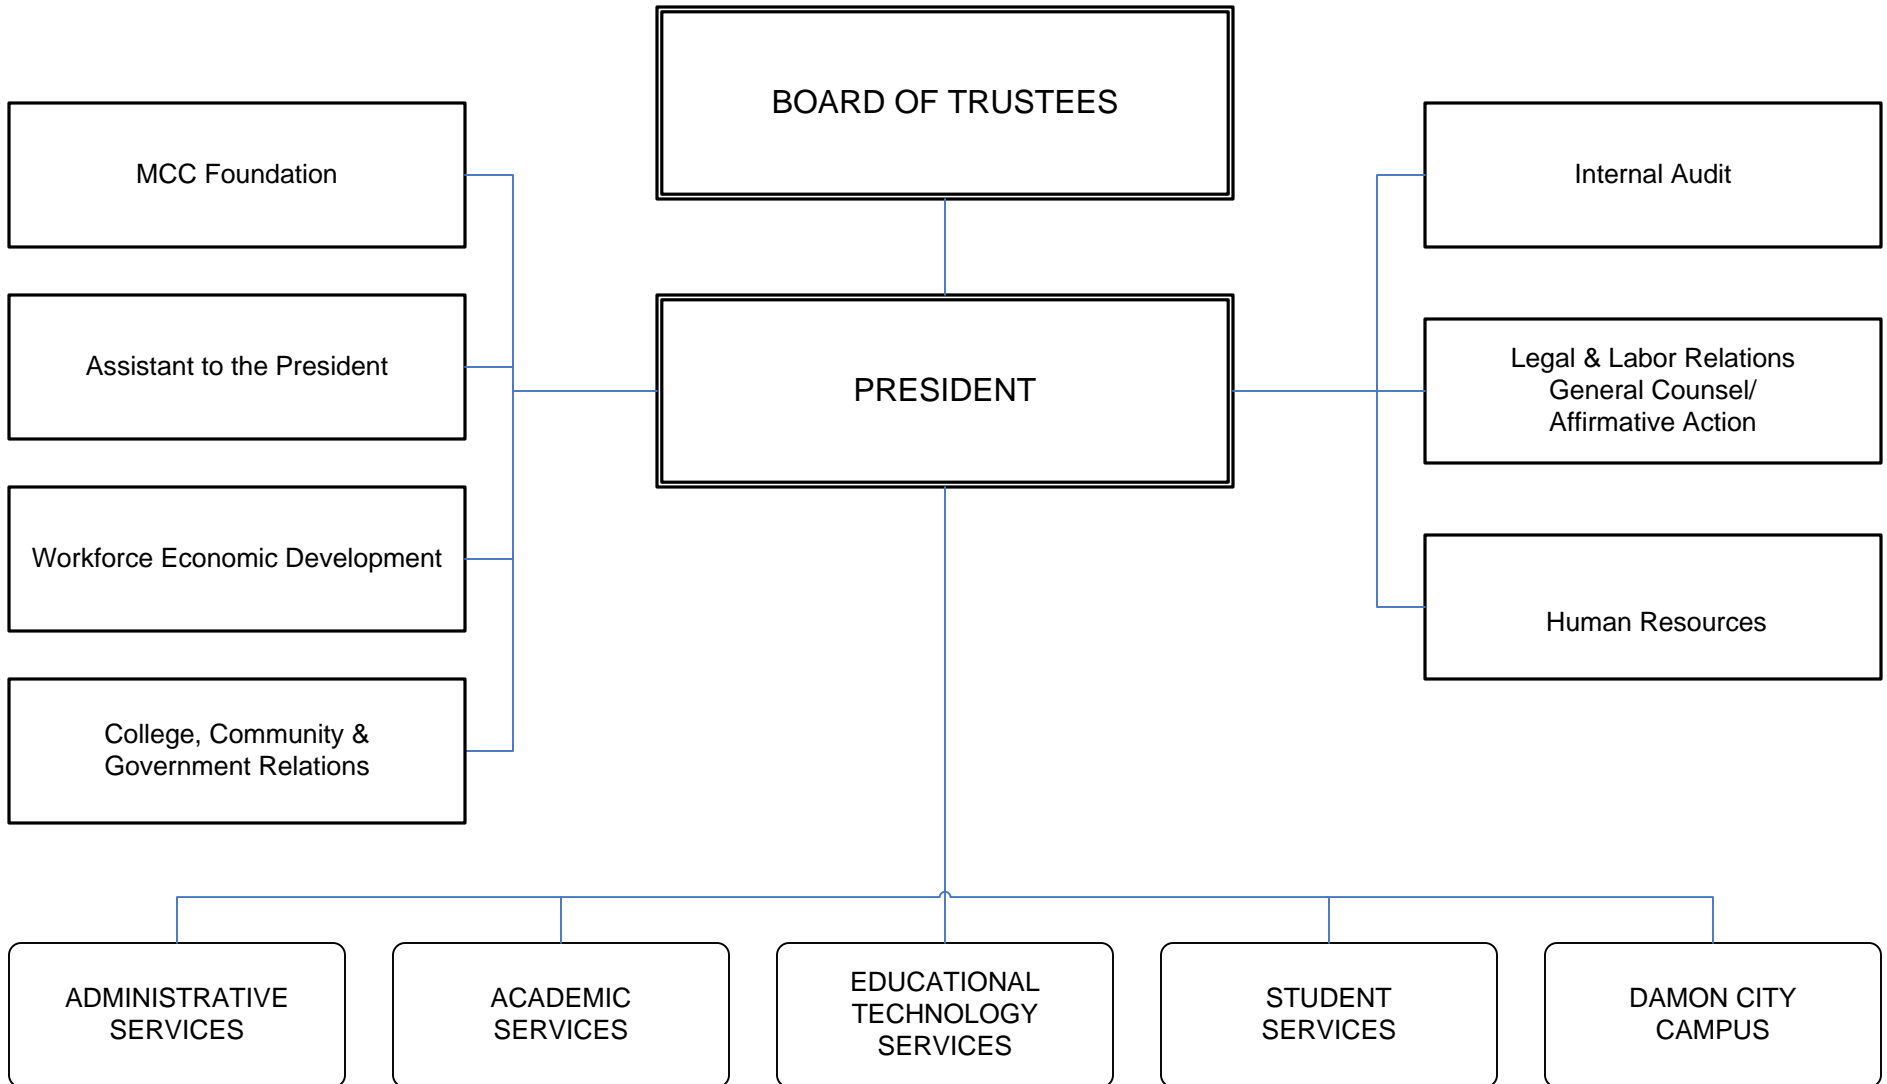 BOARD OF TRUSTEES
MCC Foundation
Internal Audit
Assistant to the President
PRESIDENT
Legal & Labor Relations
General Counsel/
Affirmative Action
Workforce Economic Development
Human Resources
College, Community &
Government Relations
ADMINISTRATIVE
SERVICES
ACADEMIC
SERVICES
EDUCATIONAL
TECHNOLOGY
SERVICES
STUDENT
SERVICES
DAMON CITY
CAMPUS